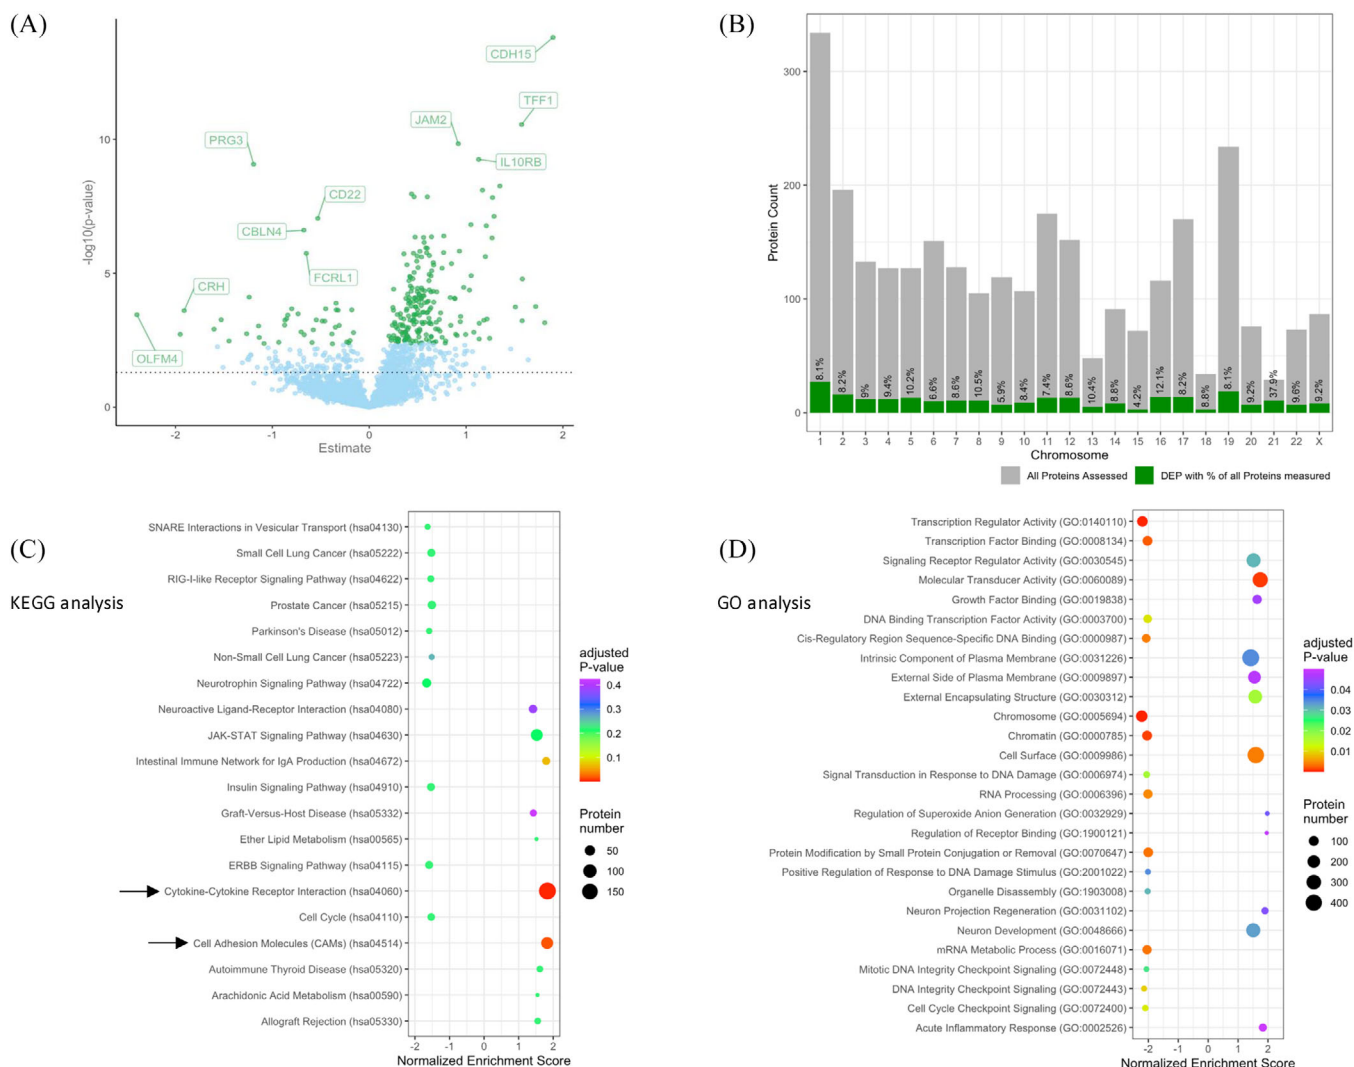 (A)
CDH15
TFF1
JAM2
IL10RB
PRG3
CD22
CBLN4
FCRL1
CRH
OLFM4
10
5
0
-log10(p-value)
-2
-1
0
1
2
Estimate
(B)
300
200
100
0
Protein Count
8.1%
8.2%
9%
9.4%
10.2%
6.6%
8.6%
10.5%
5.9%
8.4%
7.4%
8.6%
10.4%
8.8%
4.2%
12.1%
8.2%
8.8%
8.1%
9.2%
37.9%
9.6%
9.2%
1 2 3 4 5 6 7 8 9 10 11 12 13 14 15 16 17 18 19 20 21 22 X
Chromosome
All Proteins Assessed
DEP with % of all Proteins measured
(C)
KEGG analysis
SNARE Interactions in Vesicular Transport (hsa04130)
Small Cell Lung Cancer (hsa05222)
RIG-I-like Receptor Signaling Pathway (hsa04622)
Prostate Cancer (hsa05215)
Parkinson's Disease (hsa05012)
Non-Small Cell Lung Cancer (hsa05223)
Neurotrophin Signaling Pathway (hsa04722)
Neuroactive Ligand-Receptor Interaction (hsa04080)
JAK-STAT Signaling Pathway (hsa04630)
Intestinal Immune Network for IgA Production (hsa04672)
Insulin Signaling Pathway (hsa04910)
Graft-Versus-Host Disease (hsa05332)
Ether Lipid Metabolism (hsa00565)
ERBB Signaling Pathway (hsa04115)
Cytokine-Cytokine Receptor Interaction (hsa04060)
Cell Cycle (hsa04110)
Cell Adhesion Molecules (CAMs) (hsa04514)
Autoimmune Thyroid Disease (hsa05320)
Arachidonic Acid Metabolism (hsa00590)
Allograft Rejection (hsa05330)
-2 -1 0 1 2
Normalized Enrichment Score
adjusted
P-value
0.4
0.3
0.2
0.1
Protein
number
50
100
150
(D)
GO analysis
Transcription Regulator Activity (GO:0140110)
Transcription Factor Binding (GO:0008134)
Signaling Receptor Regulator Activity (GO:0030545)
Molecular Transducer Activity (GO:0060089)
Growth Factor Binding (GO:0019838)
DNA Binding Transcription Factor Activity (GO:0003700)
Cis-Regulatory Region Sequence-Specific DNA Binding (GO:0000987)
Intrinsic Component of Plasma Membrane (GO:0031226)
External Side of Plasma Membrane (GO:0009897)
External Encapsulating Structure (GO:0030312)
Chromosome (GO:0005694)
Chromatin (GO:0000785)
Cell Surface (GO:0009986)
Signal Transduction in Response to DNA Damage (GO:0006974)
RNA Processing (GO:0006396)
Regulation of Superoxide Anion Generation (GO:0032929)
Regulation of Receptor Binding (GO:1900121)
Protein Modification by Small Protein Conjugation or Removal (GO:0070647)
Positive Regulation of Response to DNA Damage Stimulus (GO:2001022)
Organelle Disassembly (GO:1903008)
Neuron Projection Regeneration (GO:0031102)
Neuron Development (GO:0048666)
mRNA Metabolic Process (GO:0016071)
Mitotic DNA Integrity Checkpoint Signaling (GO:0072448)
DNA Integrity Checkpoint Signaling (GO:0072443)
Cell Cycle Checkpoint Signaling (GO:0072400)
Acute Inflammatory Response (GO:0002526)
-2 -1 0 1 2
Normalized Enrichment Score
adjusted
P-value
0.04
0.03
0.02
0.01
Protein
number
100
200
300
400